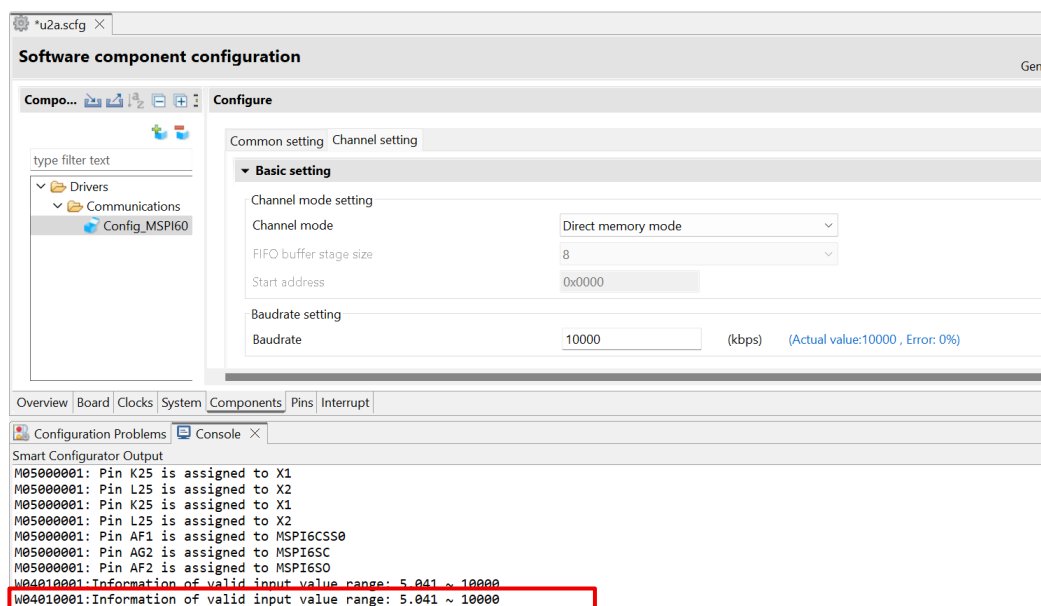 *u2a.scfg
Software component configuration
Gen
Compo...
Configure
Common setting Channel setting
type filter text
Basic setting
Drivers
Channel mode setting
Communications
Channel mode Direct memory mode
Config_MSPI60
FIFO buffer stage size 8
Start address 0x0000
Baudrate setting
Baudrate 10000 (kbps) (Actual value:10000 , Error: 0%)
Overview Board Clocks System Components Pins Interrupt
Configuration Problems Console
Smart Configurator Output
M05000001: Pin K25 is assigned to X1
M05000001: Pin L25 is assigned to X2
M05000001: Pin K25 is assigned to X1
M05000001: Pin L25 is assigned to X2
M05000001: Pin AF1 is assigned to MSPI6CSS0
M05000001: Pin AG2 is assigned to MSPI6SC
M05000001: Pin AF2 is assigned to MSPI6SO
W04010001:Information of valid input value range: 5.041 ~ 10000
W04010001:Information of valid input value range: 5.041 ~ 10000